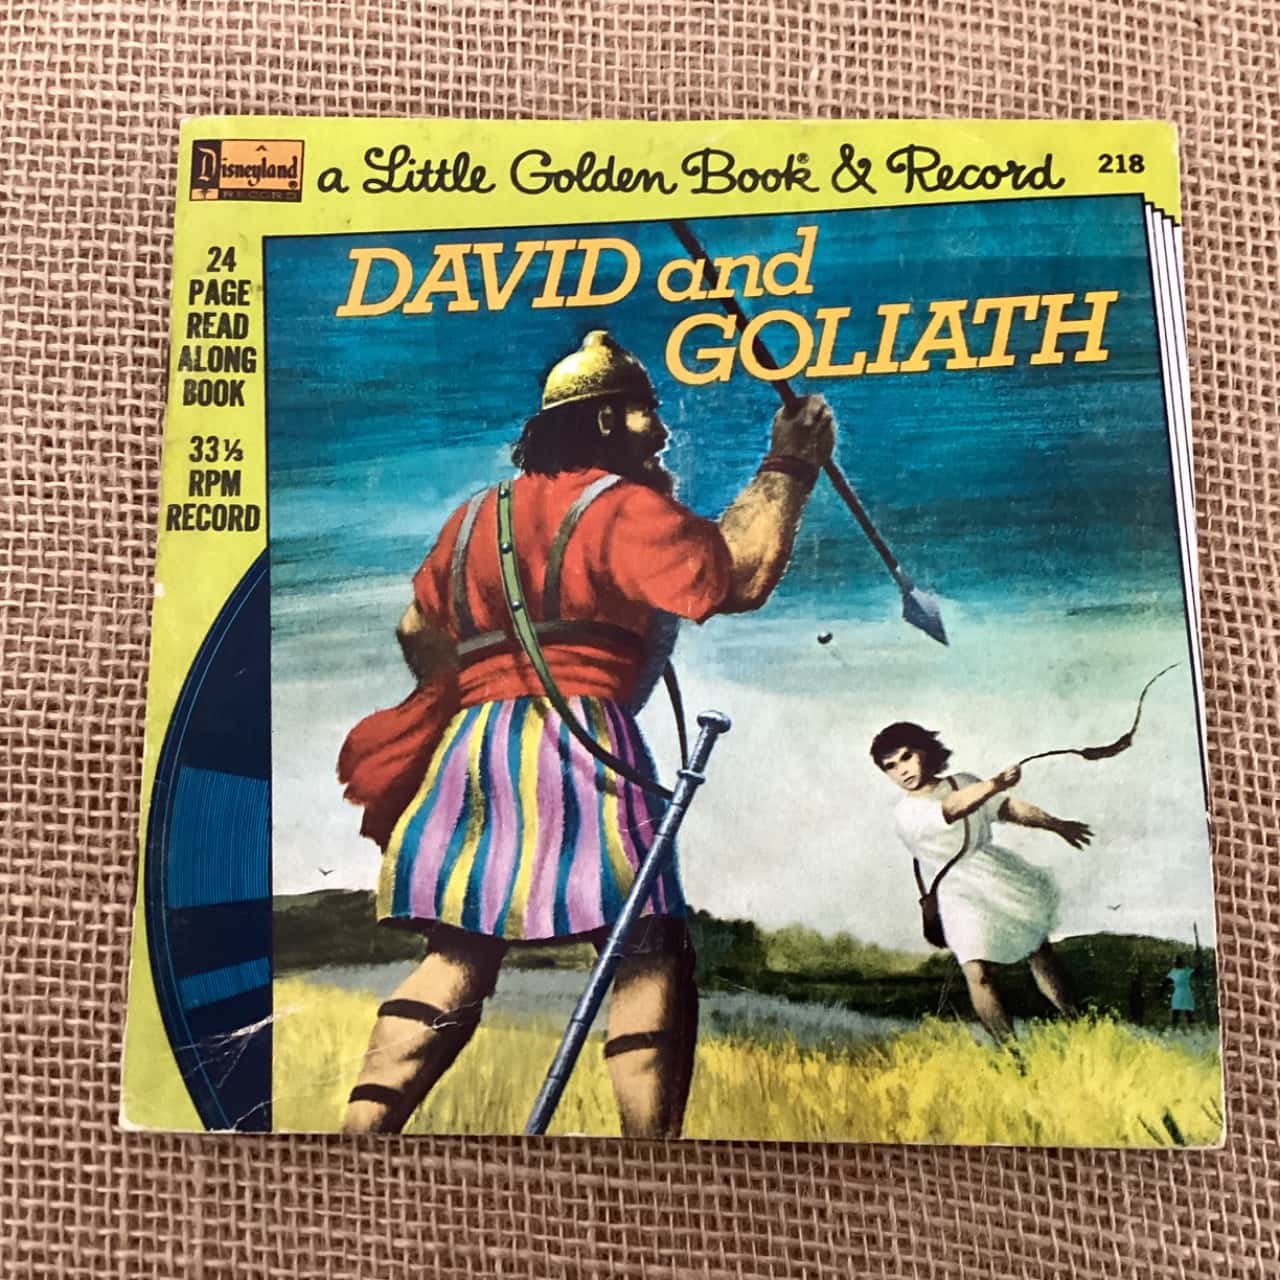 Disneyland®
RECORD
a Little Golden Book® & Record
218
24
PAGE
READ
ALONG
BOOK
33⅓
RPM
RECORD
DAVID and
GOLIATH